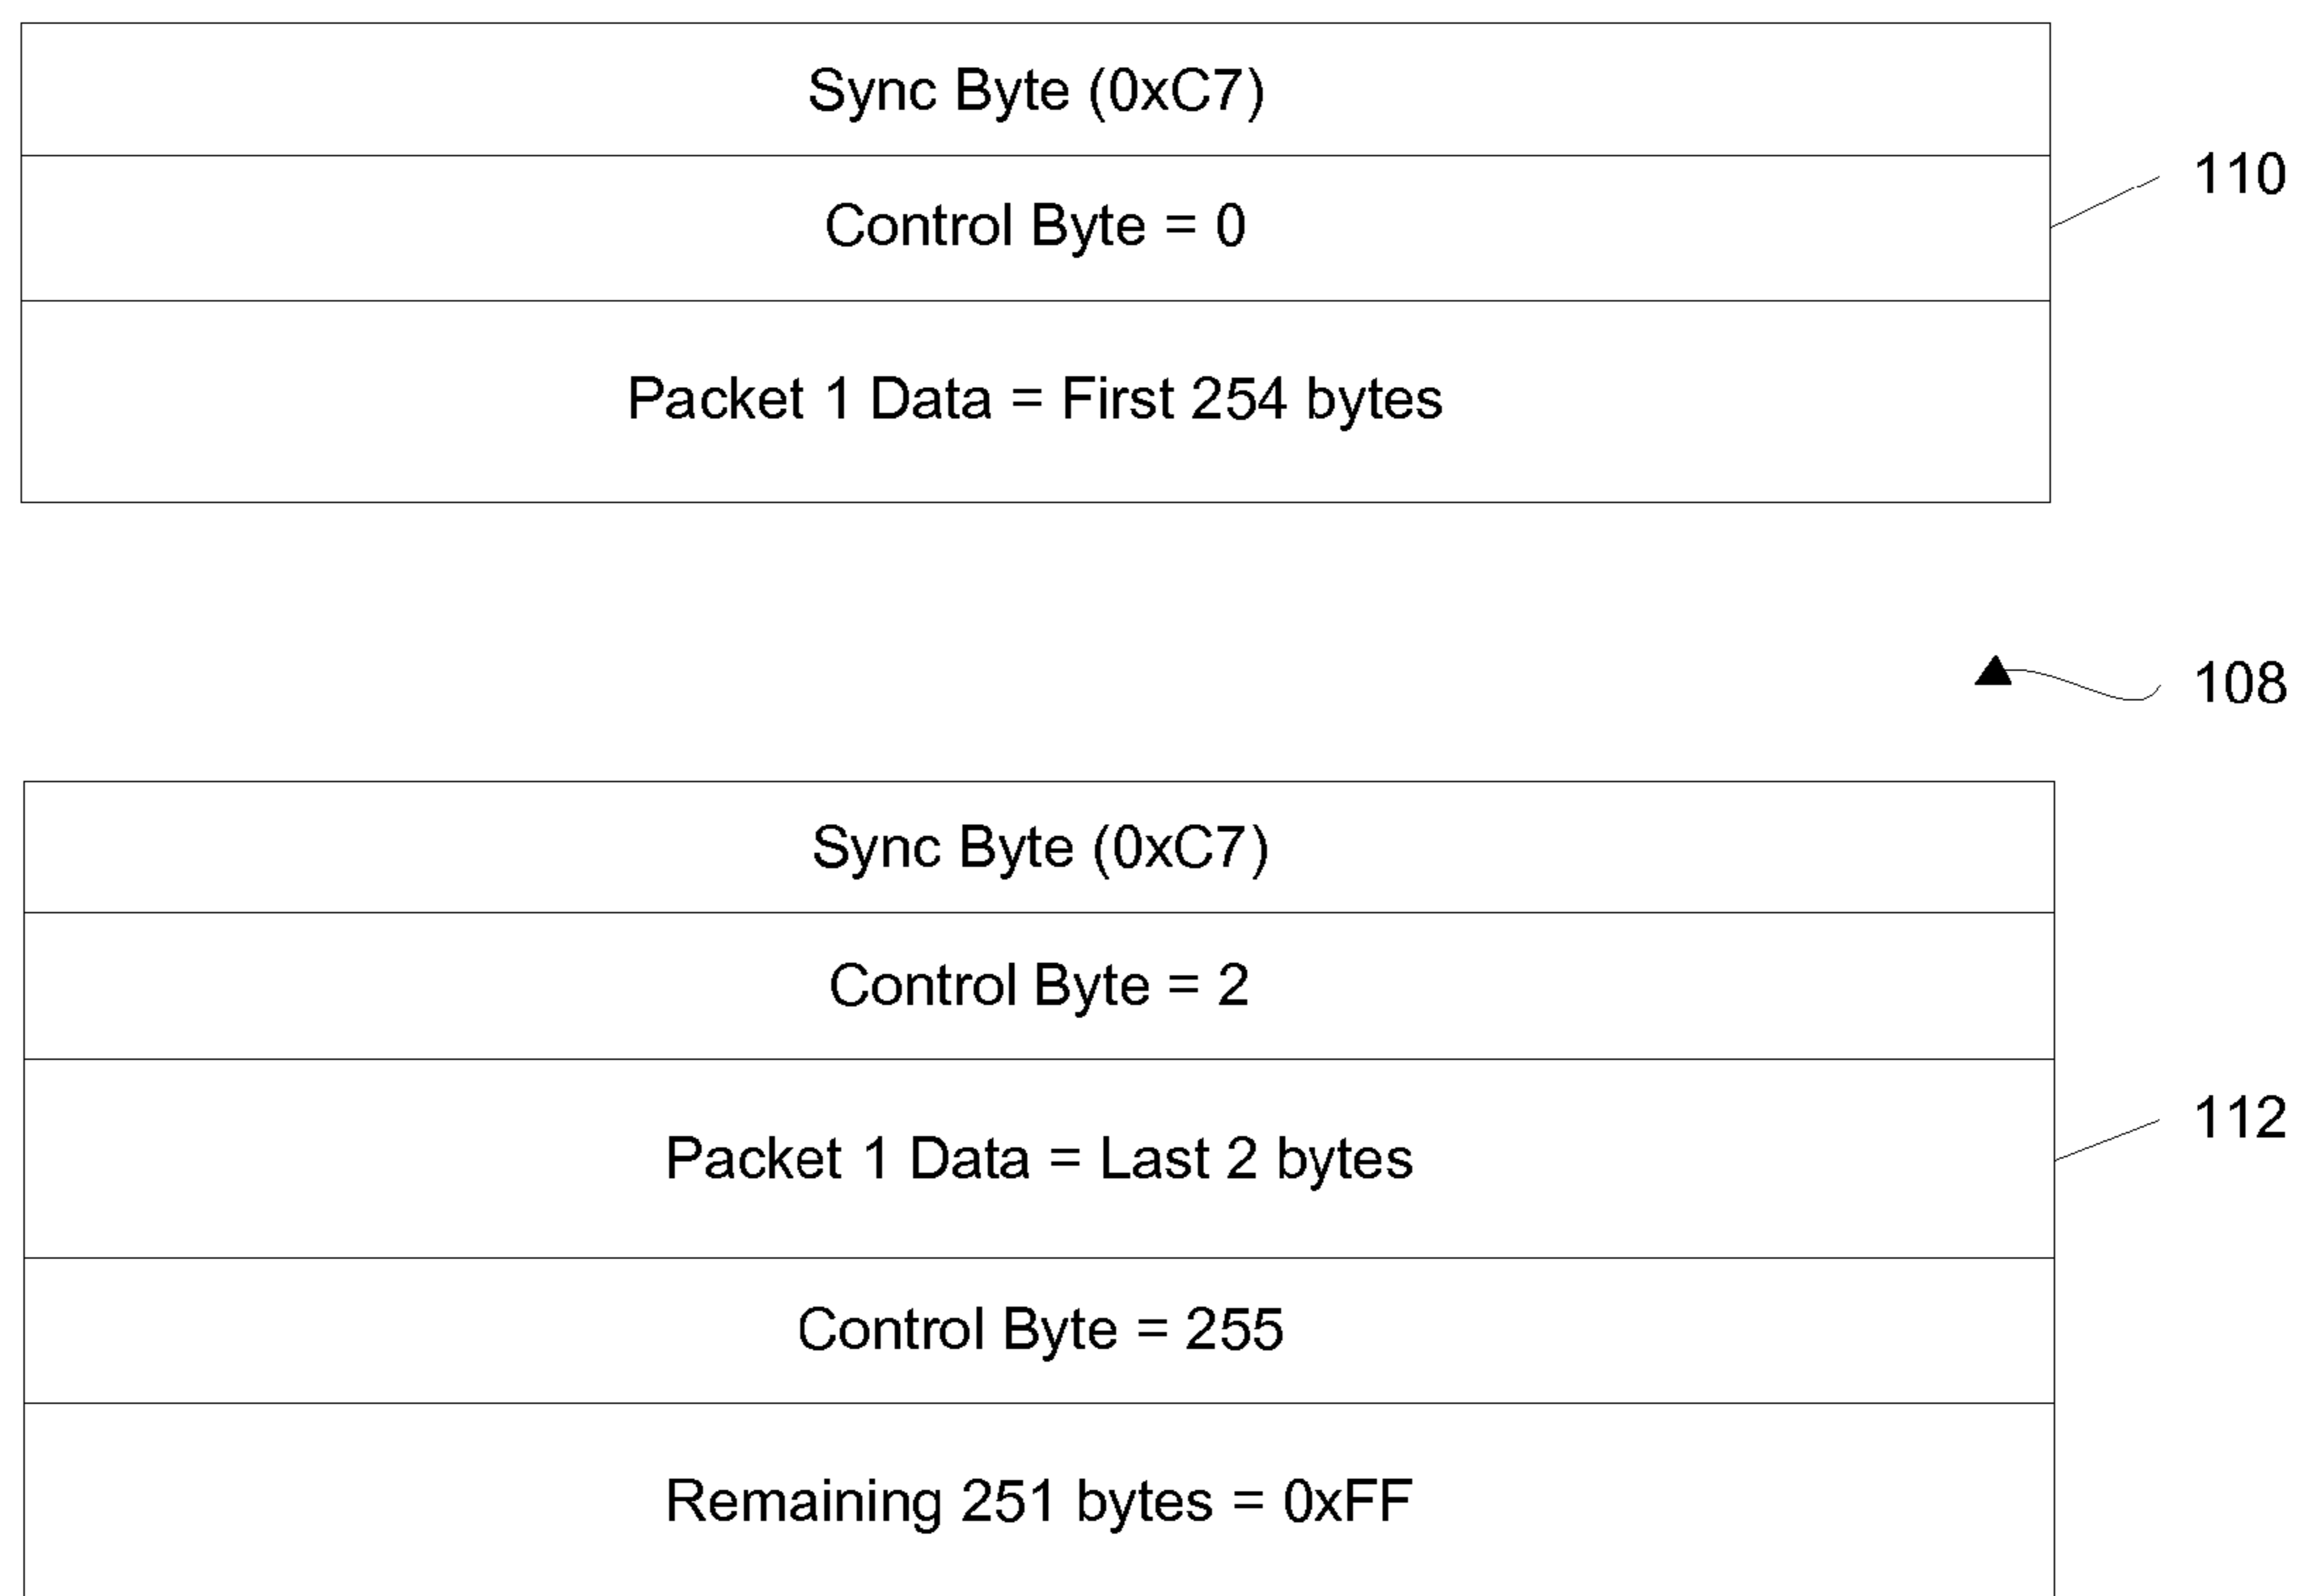 Sync Byte (0xC7)
110
Control Byte = 0
Packet 1 Data = First 254 bytes
108
Sync Byte (0xC7)
Control Byte = 2
112
Packet 1 Data = Last 2 bytes
Control Byte = 255
Remaining 251 bytes = 0xFF